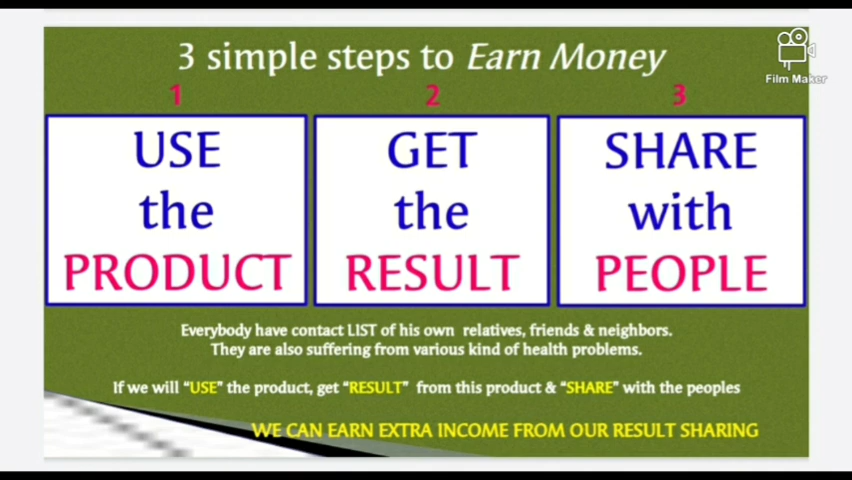 3 simple steps to Earn Money
Film Maker
1
USE
the
PRODUCT
2
GET
the
RESULT
3
SHARE
with
PEOPLE
Everybody have contact LIST of his own relatives, friends & neighbors.
They are also suffering from various kind of health problems.
If we will “USE” the product, get “RESULT” from this product & “SHARE” with the peoples
WE CAN EARN EXTRA INCOME FROM OUR RESULT SHARING